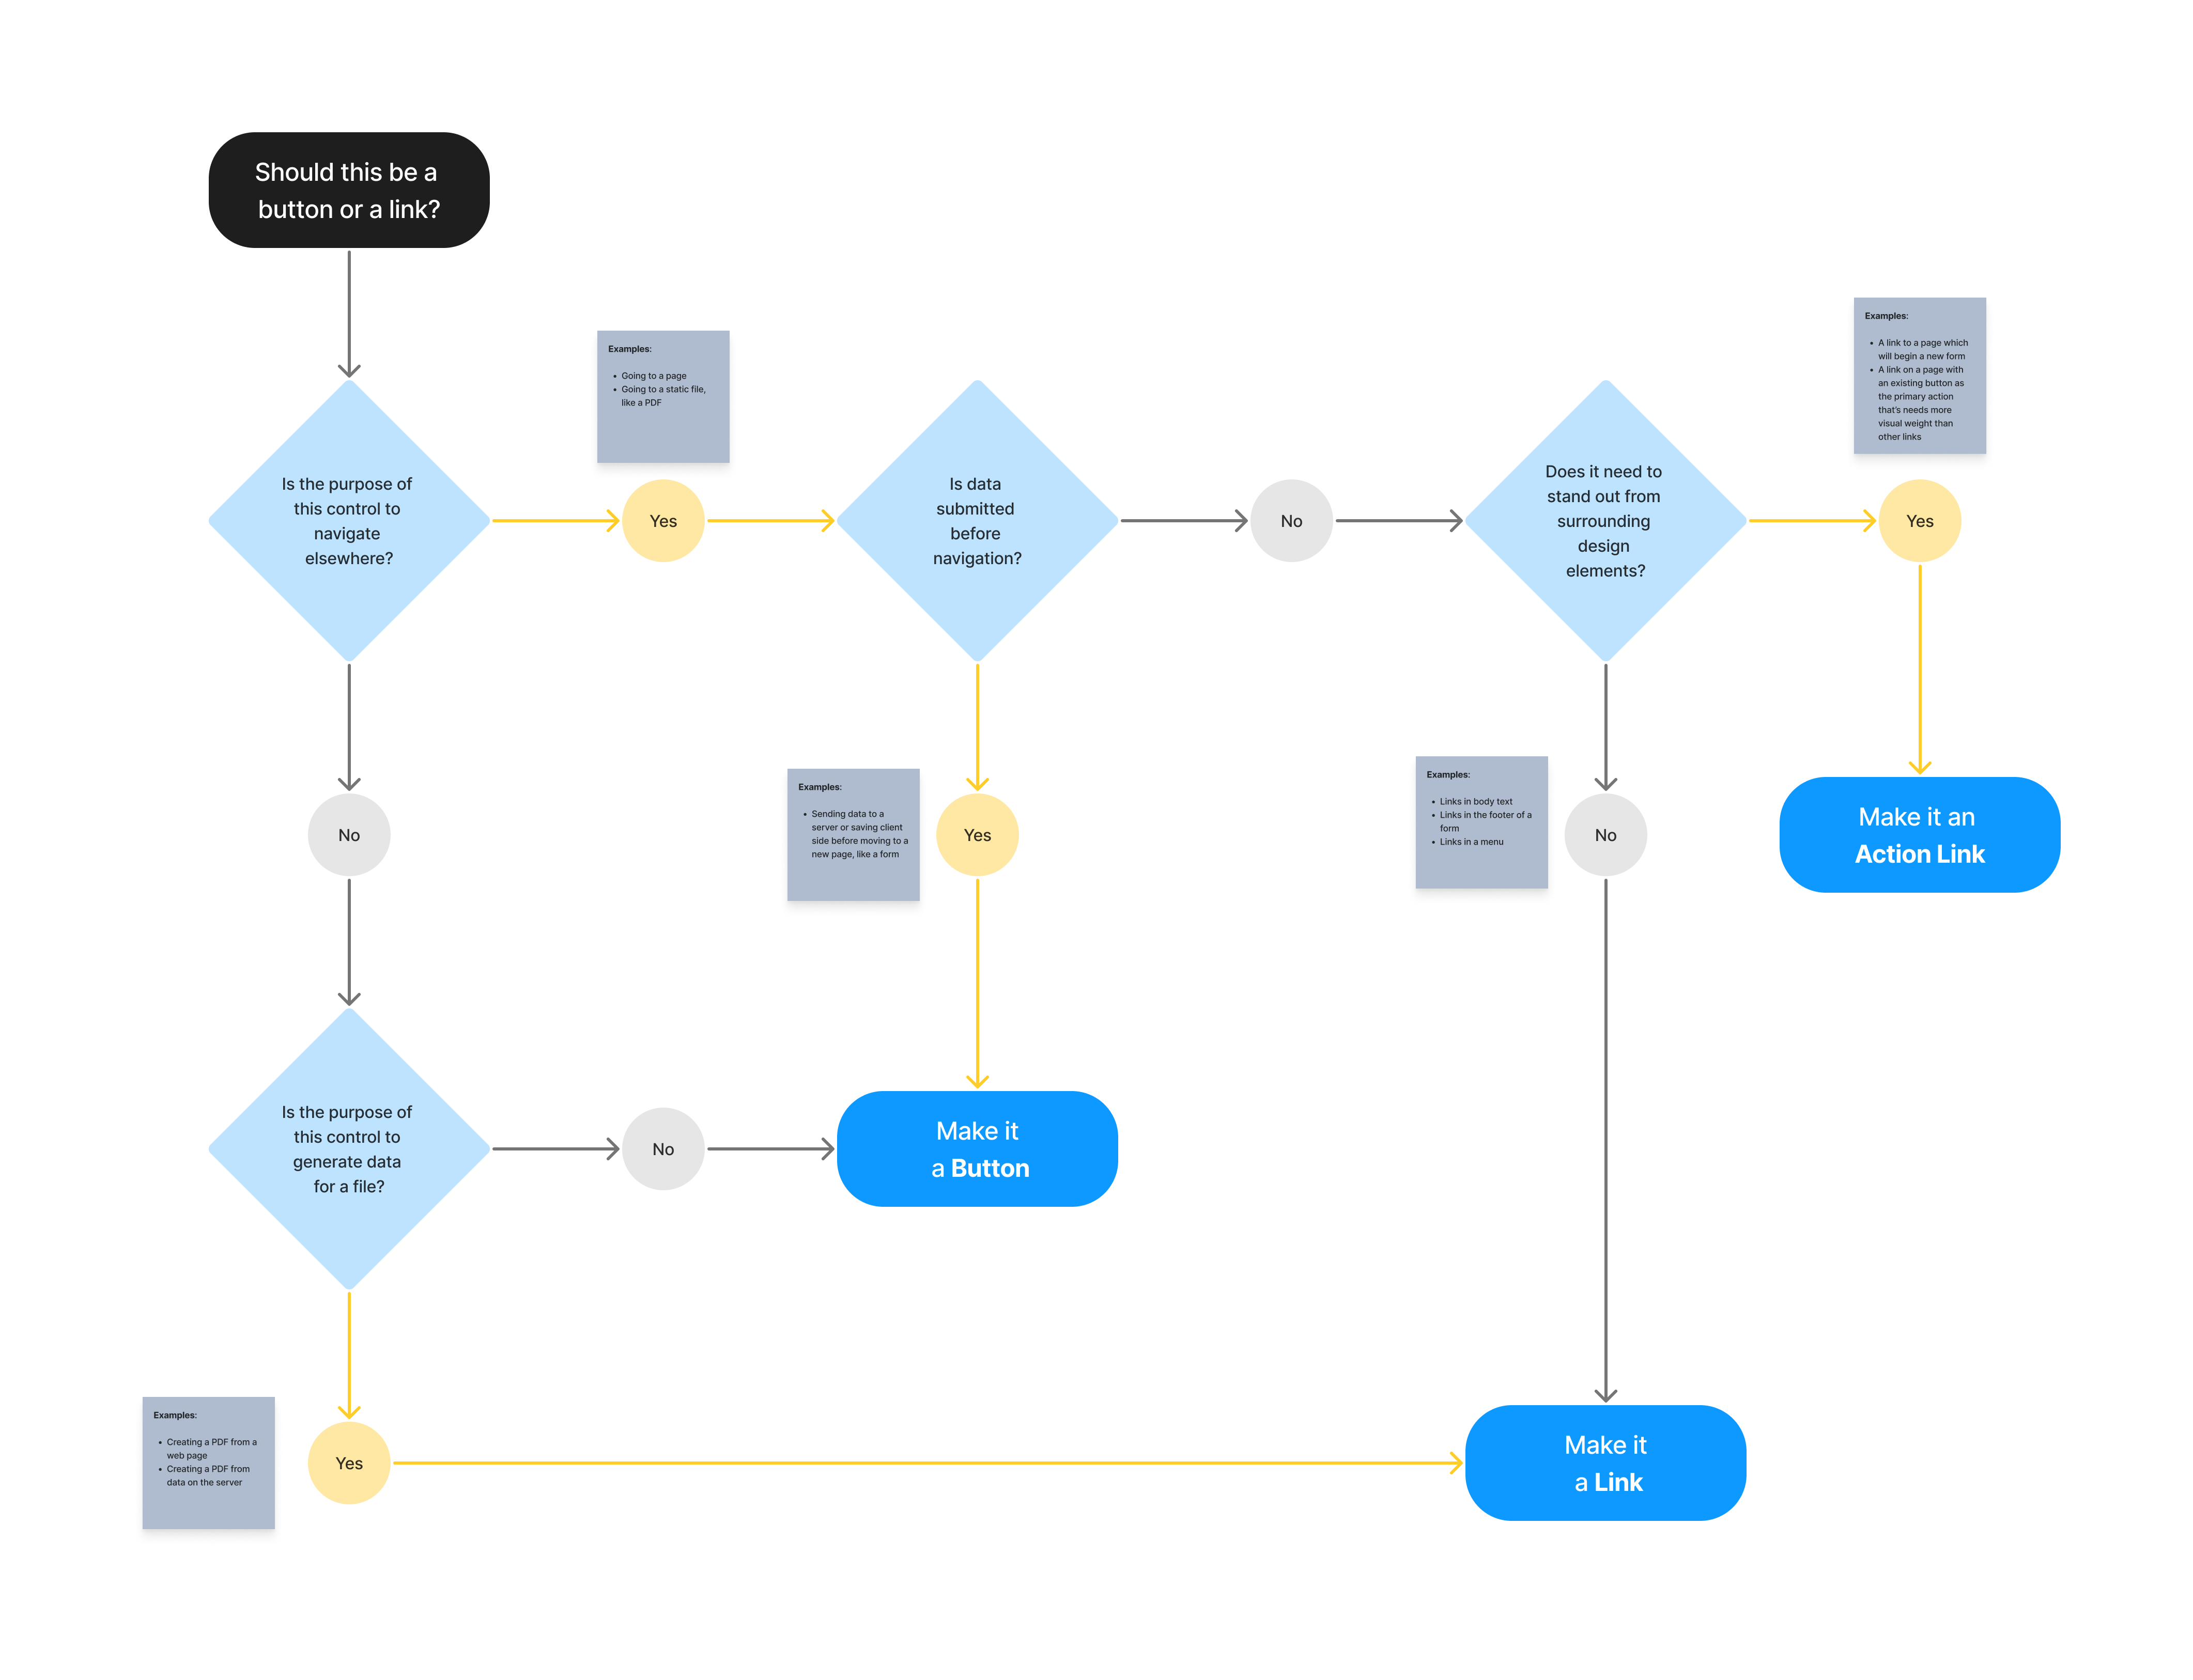 Should this be a
button or a link?
Examples:
• A link to a page which
will begin a new form
• A link on a page with
an existing button as
the primary action
that's needs more
visual weight than
other links
Examples:
• Going to a page
• Going to a static file,
like a PDF
Is the purpose of
this control to
navigate
elsewhere?
Yes
Is data
submitted
before
navigation?
No
Does it need to
stand out from
surrounding
design
elements?
Yes
No
Examples:
• Sending data to a
server or saving client
side before moving to a
new page, like a form
Yes
Examples:
• Links in body text
• Links in the footer of a
form
• Links in a menu
No
Make it an
Action Link
Is the purpose of
this control to
generate data
for a file?
No
Make it
a Button
Examples:
• Creating a PDF from a
web page
• Creating a PDF from
data on the server
Yes
Make it
a Link